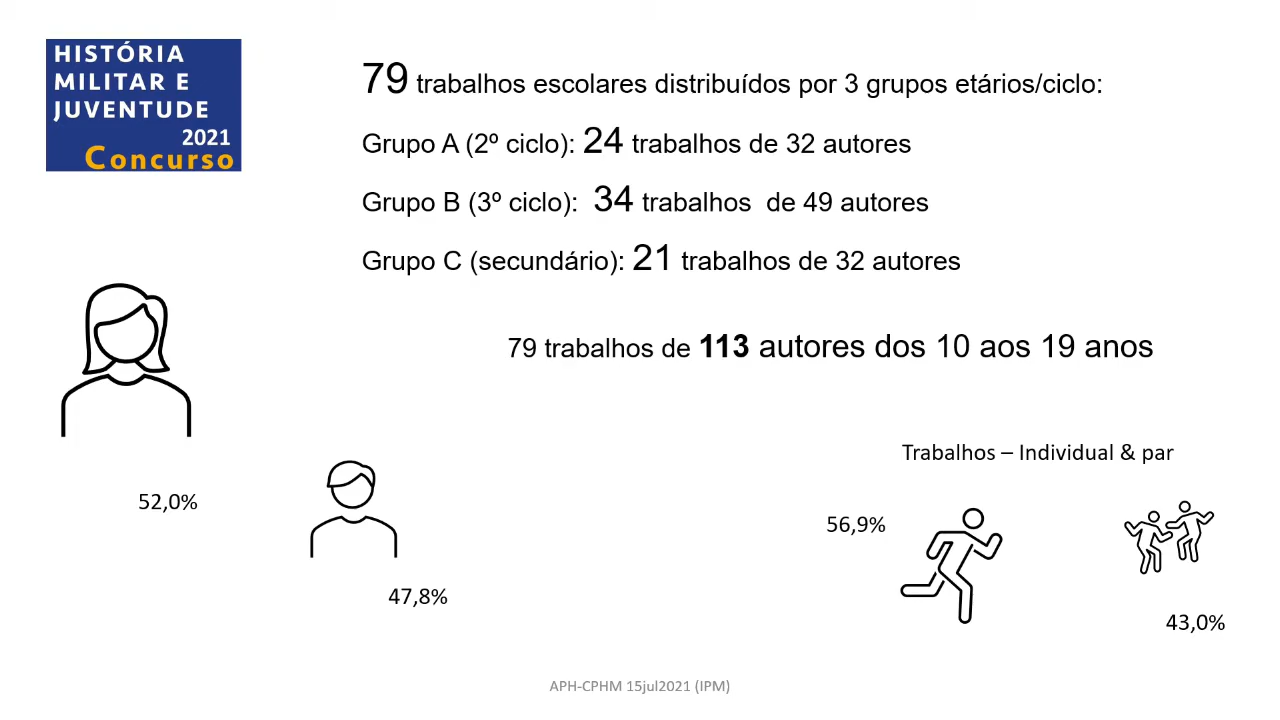 HISTÓRIA
MILITAR E
JUVENTUDE
2021
Concurso
79 trabalhos escolares distribuídos por 3 grupos etários/ciclo:
Grupo A (2º ciclo): 24 trabalhos de 32 autores
Grupo B (3º ciclo): 34 trabalhos de 49 autores
Grupo C (secundário): 21 trabalhos de 32 autores
79 trabalhos de 113 autores dos 10 aos 19 anos
Trabalhos – Individual & par
52,0%
56,9%
47,8%
43,0%
APH-CPHM 15jul2021 (IPM)